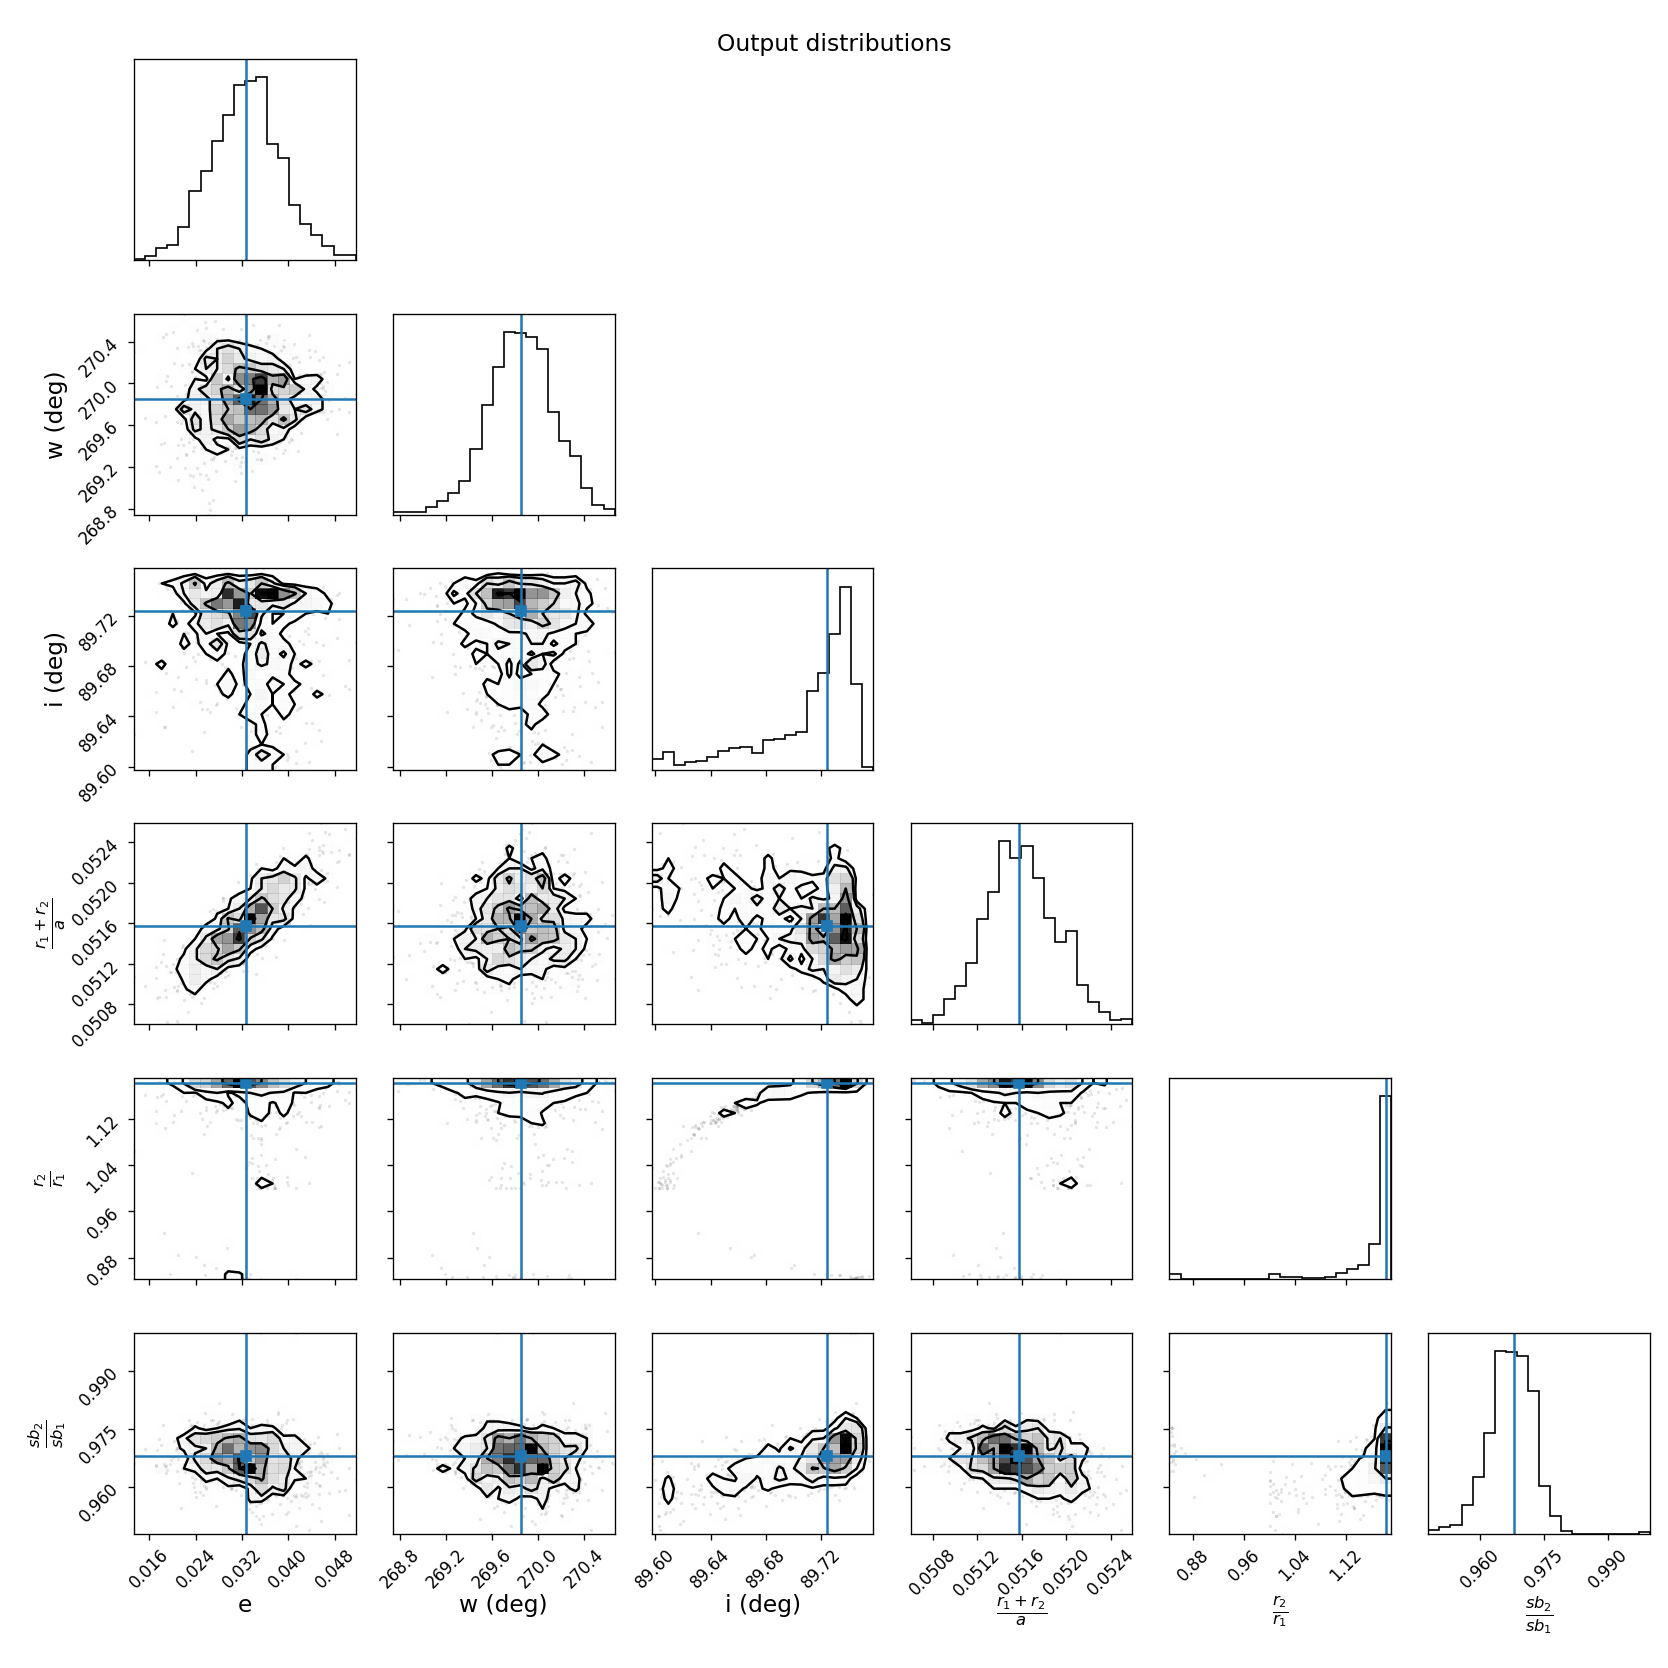 Output distributions
w (deg)
270.4
270.0
269.6
269.2
268.8
i (deg)
89.72
89.68
89.64
89.60
r₁ + r₂
a
0.0524
0.0520
0.0516
0.0512
0.0508
r₂
r₁
1.12
1.04
0.96
0.88
sb₂
sb₁
0.990
0.975
0.960
0.016 0.024 0.032 0.040 0.048 268.8 269.2 269.6 270.0 270.4 89.60 89.64 89.68 89.72 0.0508 0.0512 0.0516 0.0520 0.0524 0.88 0.96 1.04 1.12 0.960 0.975 0.990
e w (deg) i (deg)
r₁ + r₂
a
r₂
r₁
sb₂
sb₁